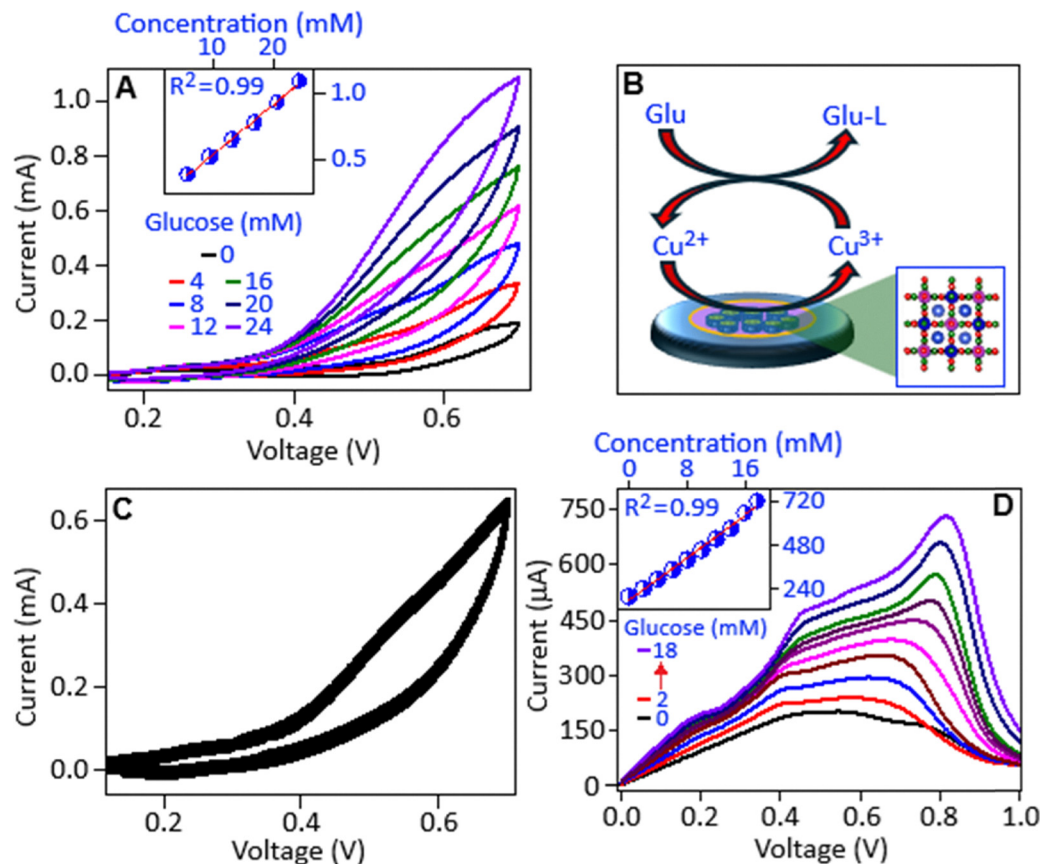 Concentration (mM)
10 20
A
R²=0.99
1.0
0.5
1.0
0.8
0.6
0.4
0.2
0.0
Current (mA)
Glucose (mM)
0
4 16
8 20
12 24
0.2 0.4 0.6
Voltage (V)
B
Glu Glu-L
Cu²⁺ Cu³⁺
C
0.6
0.4
0.2
0.0
Current (mA)
0.2 0.4 0.6
Voltage (V)
Concentration (mM)
0 8 16
D
R²=0.99
720
480
240
750
600
450
300
150
0
Current (µA)
Glucose (mM)
18
2
0
0.0 0.2 0.4 0.6 0.8 1.0
Voltage (V)